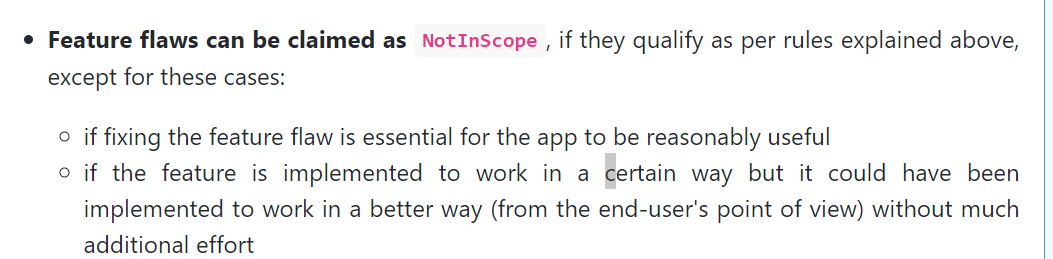 • Feature flaws can be claimed as NotInScope , if they qualify as per rules explained above,
except for these cases:
○ if fixing the feature flaw is essential for the app to be reasonably useful
○ if the feature is implemented to work in a certain way but it could have been
implemented to work in a better way (from the end-user's point of view) without much
additional effort